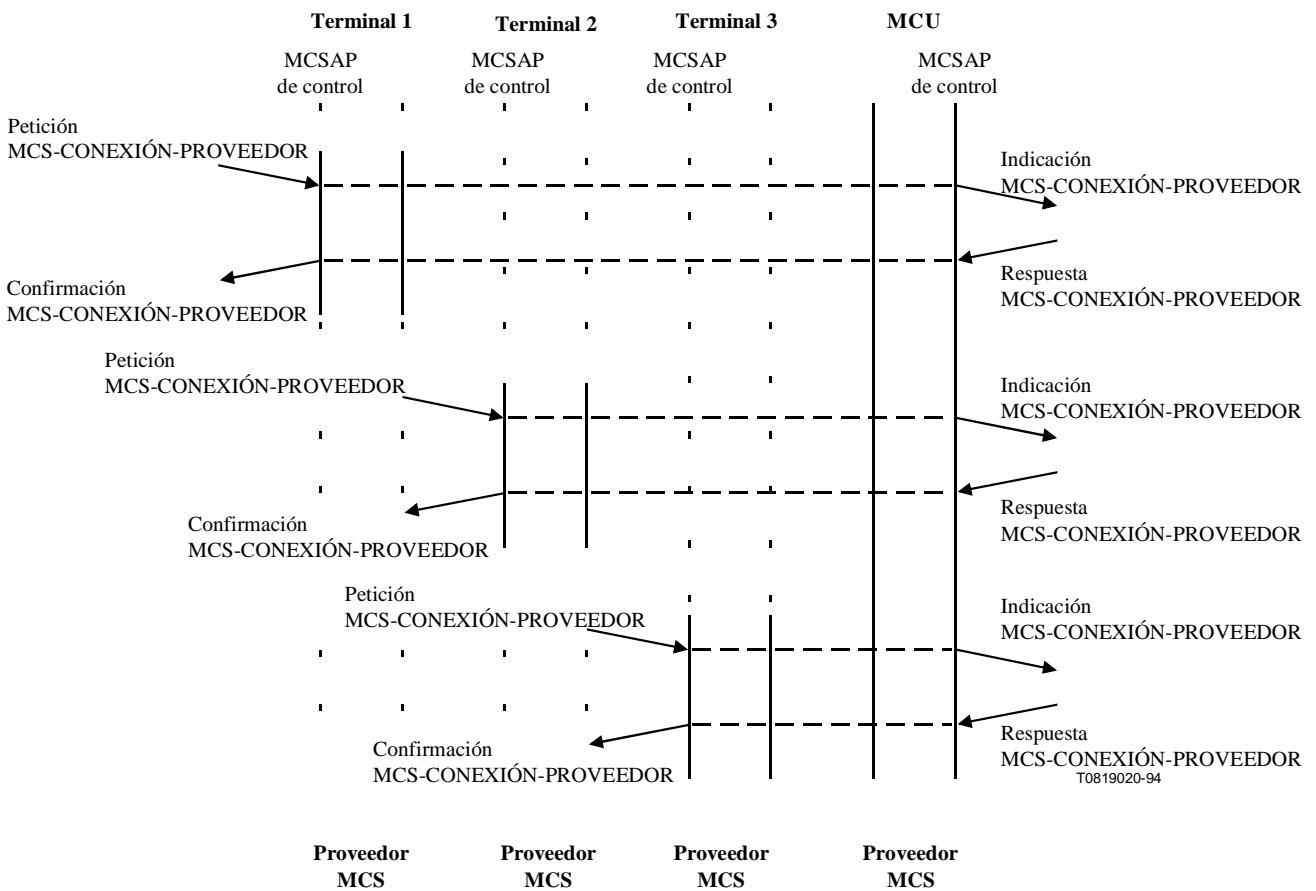 Terminal 1
Terminal 2
Terminal 3
MCU
MCSAP
de control
MCSAP
de control
MCSAP
de control
MCSAP
de control
Petición
MCS-CONEXIÓN-PROVEEDOR
Indicación
MCS-CONEXIÓN-PROVEEDOR
Confirmación
MCS-CONEXIÓN-PROVEEDOR
Respuesta
MCS-CONEXIÓN-PROVEEDOR
Petición
MCS-CONEXIÓN-PROVEEDOR
Indicación
MCS-CONEXIÓN-PROVEEDOR
Confirmación
MCS-CONEXIÓN-PROVEEDOR
Respuesta
MCS-CONEXIÓN-PROVEEDOR
Petición
MCS-CONEXIÓN-PROVEEDOR
Indicación
MCS-CONEXIÓN-PROVEEDOR
Confirmación
MCS-CONEXIÓN-PROVEEDOR
Respuesta
MCS-CONEXIÓN-PROVEEDOR
T0819020-94
Proveedor
MCS
Proveedor
MCS
Proveedor
MCS
Proveedor
MCS